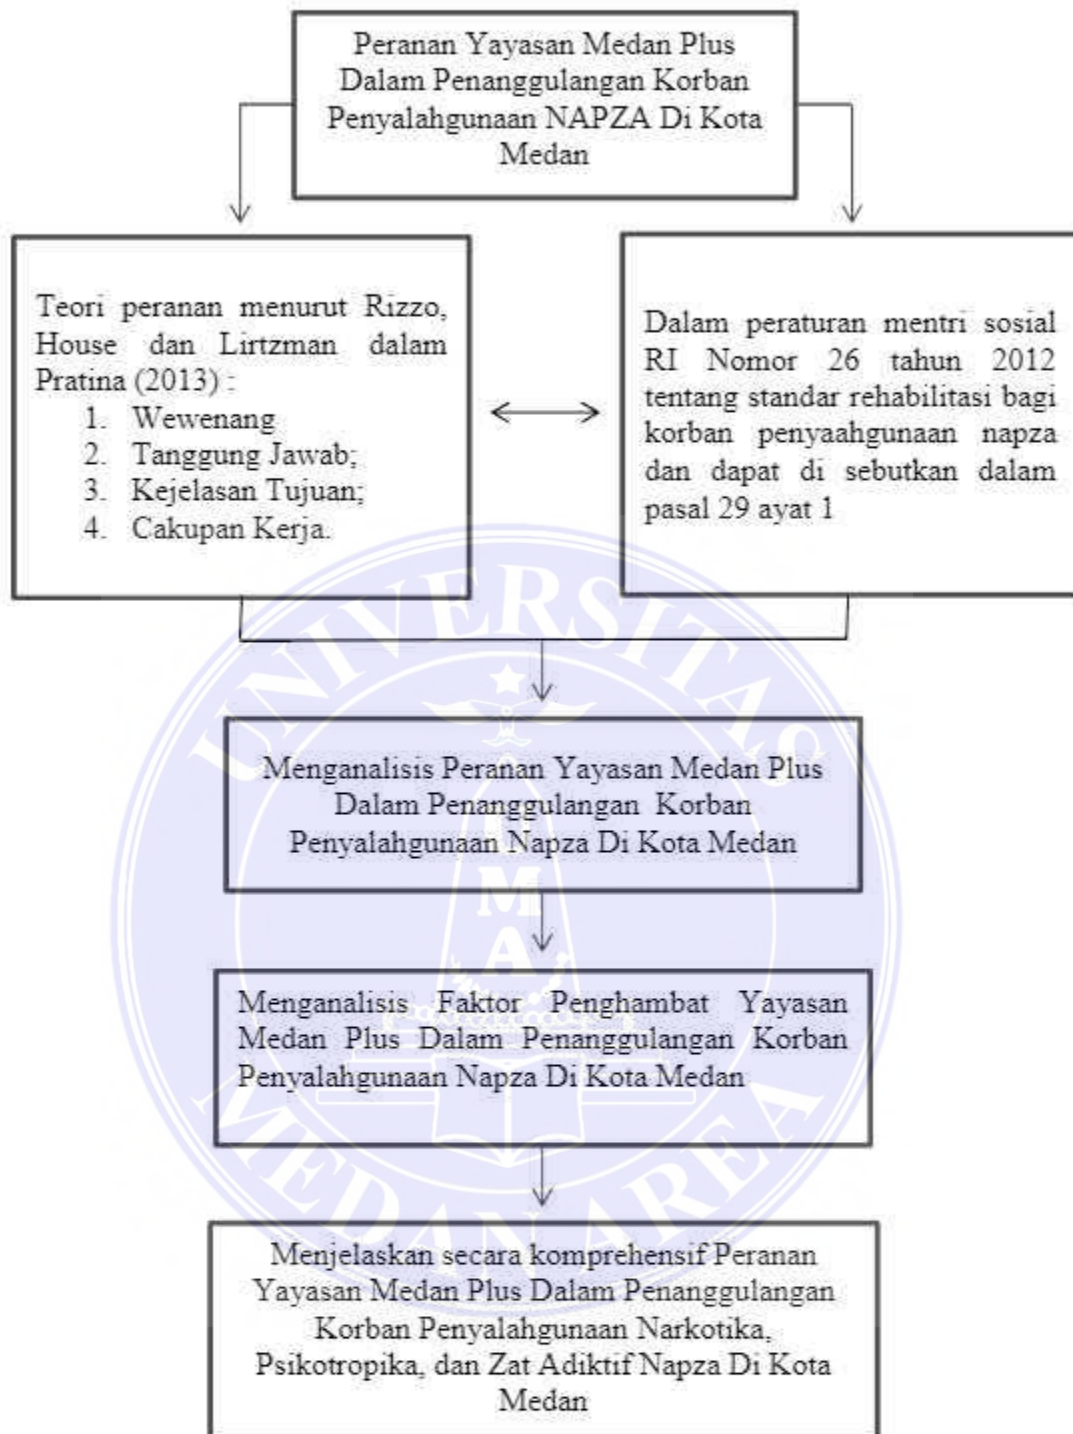 Peranan Yayasan Medan Plus
Dalam Penanggulangan Korban
Penyalahgunaan NAPZA Di Kota
Medan
Teori peranan menurut Rizzo,
House dan Lirtzman dalam
Pratina (2013) :
1. Wewenang
2. Tanggung Jawab;
3. Kejelasan Tujuan;
4. Cakupan Kerja.
Dalam peraturan mentri sosial
RI Nomor 26 tahun 2012
tentang standar rehabilitasi bagi
korban penyaahgunaan napza
dan dapat di sebutkan dalam
pasal 29 ayat 1
UNIVERSITAS
Menganalisis Peranan Yayasan Medan Plus
Dalam Penanggulangan Korban
Penyalahgunaan Napza Di Kota Medan
UMA
Menganalisis Faktor Penghambat Yayasan
Medan Plus Dalam Penanggulangan Korban
Penyalahgunaan Napza Di Kota Medan
MEDAN AREA
Menjelaskan secara komprehensif Peranan
Yayasan Medan Plus Dalam Penanggulangan
Korban Penyalahgunaan Narkotika,
Psikotropika, dan Zat Adiktif Napza Di Kota
Medan